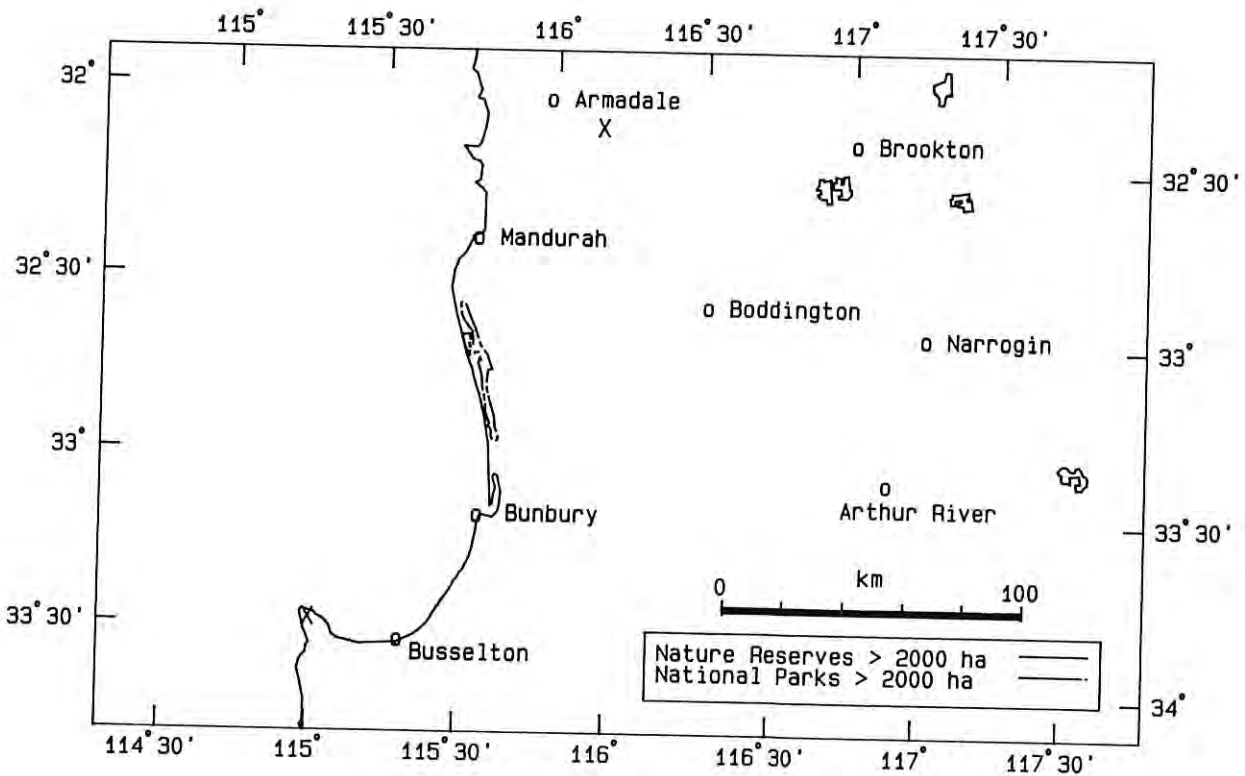 115° 115°30' 116° 116°30' 117° 117°30'
32°
o Armadale
X
Brookton
32°30'
Mandurah
32°30'
Boddington
Narrogin
33°
33°
Arthur River
Bunbury
33°30'
km
0 100
33°30'
Busselton
Nature Reserves > 2000 ha
National Parks > 2000 ha
34°
114°30' 115° 115°30' 116° 116°30' 117° 117°30'